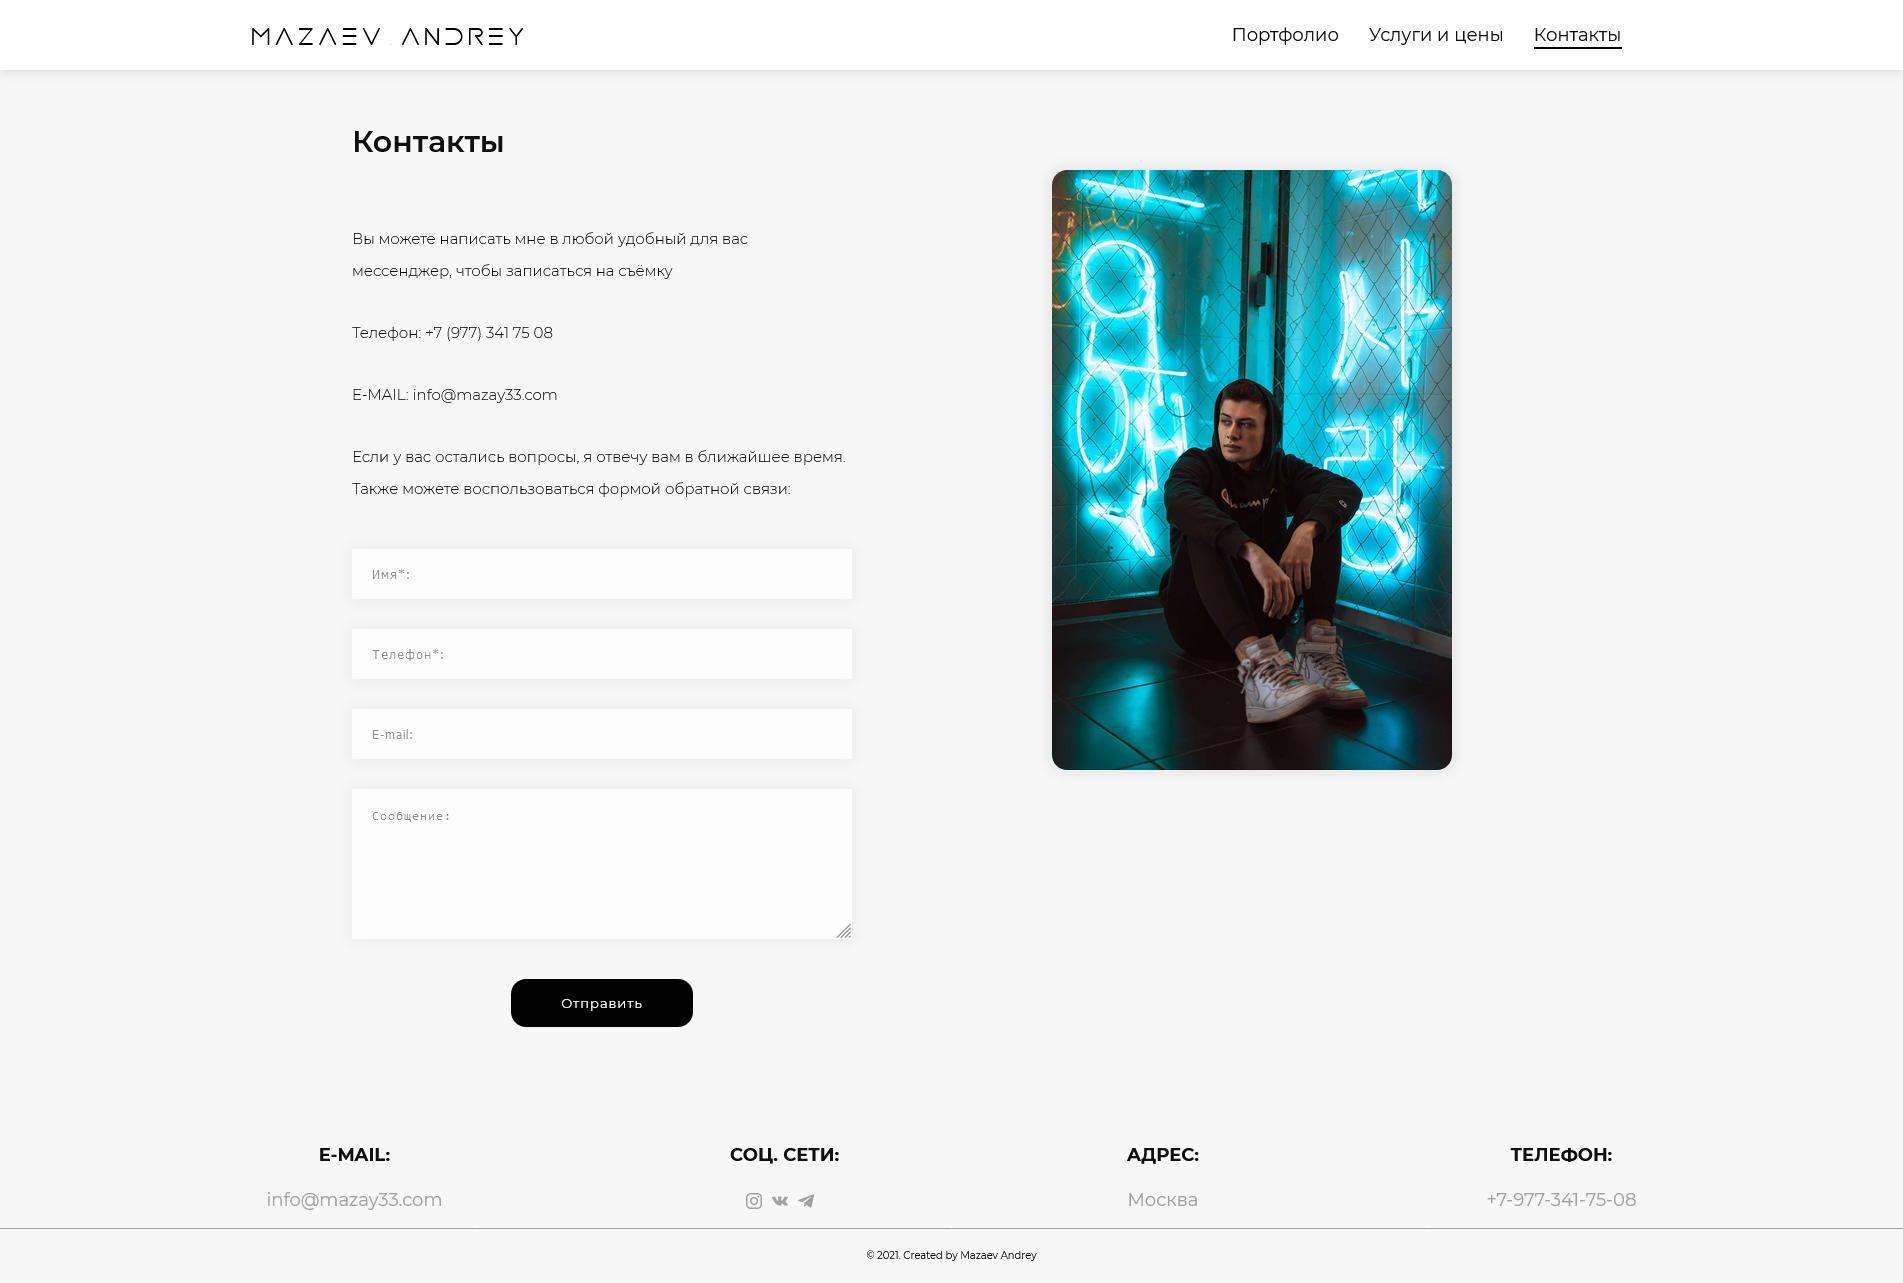 MAZAEV ANDREY
Портфолио
Услуги и цены
Контакты
Контакты
Вы можете написать мне в любой удобный для вас
мессенджер, чтобы записаться на съёмку
Телефон: +7 (977) 341 75 08
E-MAIL: info@mazay33.com
Если у вас остались вопросы, я отвечу вам в ближайшее время.
Также можете воспользоваться формой обратной связи:
Имя*:
Телефон*:
E-mail:
Сообщение:
Отправить
E-MAIL:
info@mazay33.com
СОЦ. СЕТИ:
АДРЕС:
Москва
ТЕЛЕФОН:
+7-977-341-75-08
© 2021. Created by Mazaev Andrey